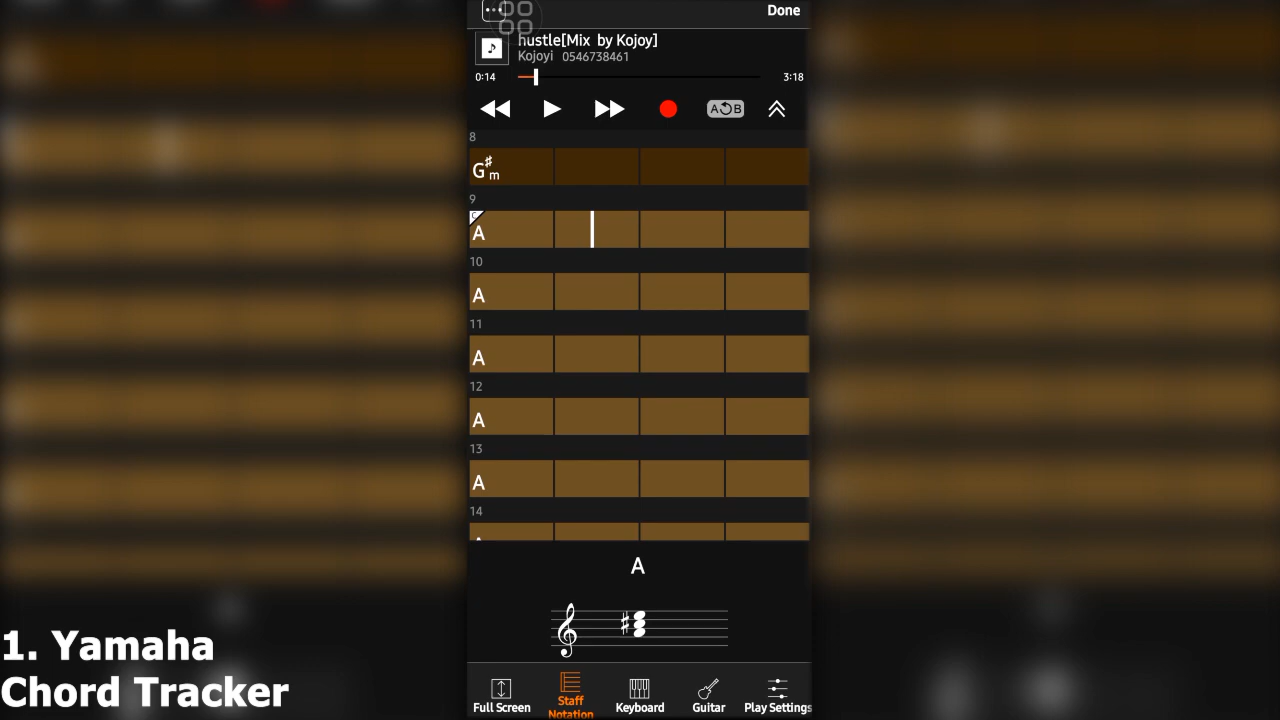 Done
hustle[Mix by Kojoy]
Kojoyi 0546738461
0:14
3:18
A B
8
G♯m
9
C
A
10
A
11
A
12
A
13
A
14
A
1. Yamaha
Chord Tracker
Full Screen
Staff
Notation
Keyboard
Guitar
Play Settings